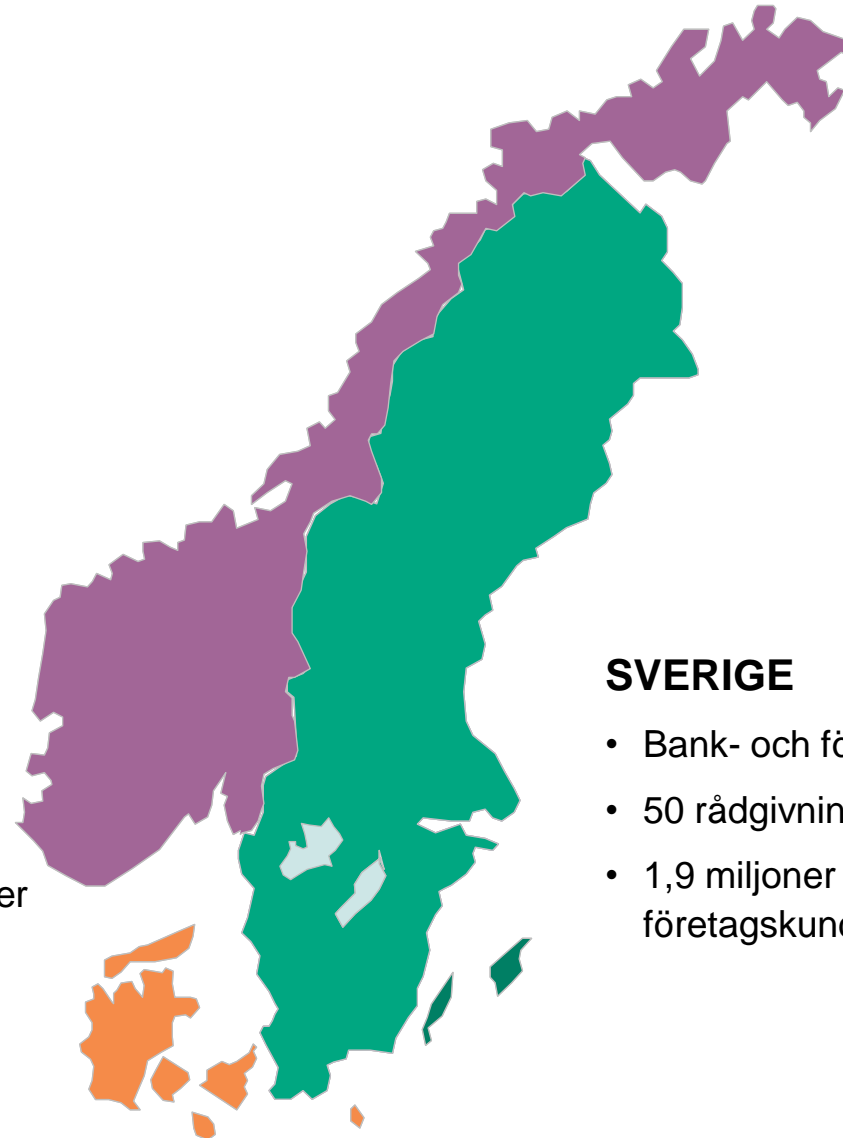 SVERIGE
• Bank- och fö
• 50 rådgivnin
• 1,9 miljoner
företagskund
er